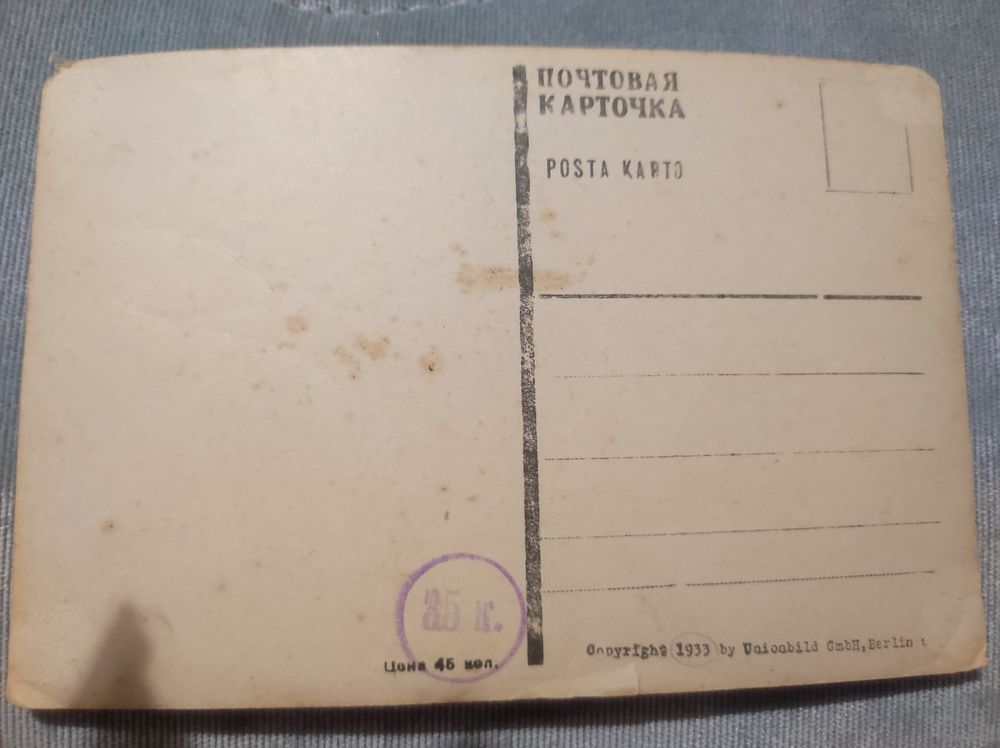 ПОЧТОВАЯ
КАРТОЧКА
POSTA KARTO
35 к.
Цена 45 коп.
Copyright 1933 by Unionbild GmbH, Berlin